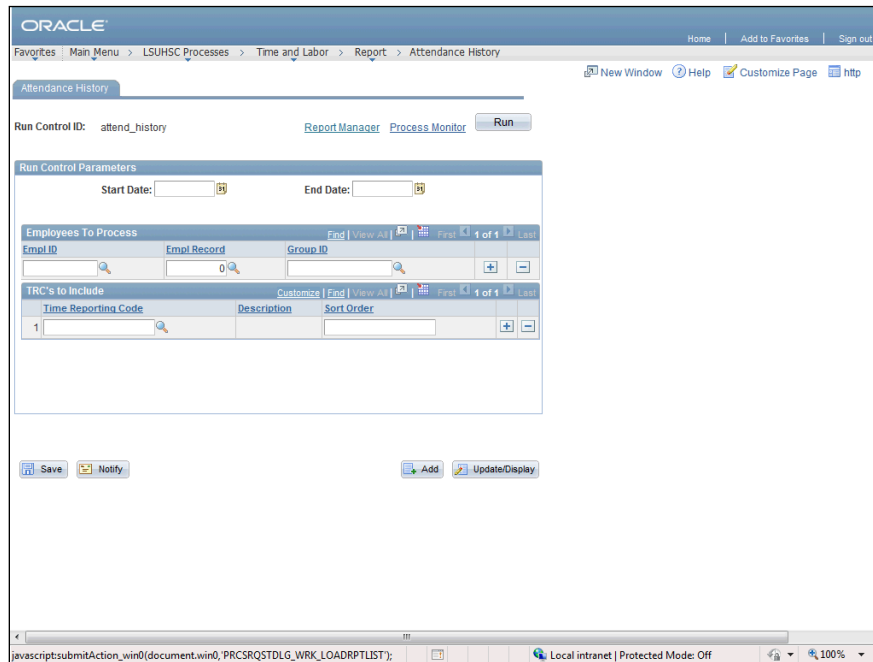 ORACLE
Home | Add to Favorites | Sign out
Favorites Main Menu > LSUHSC Processes > Time and Labor > Report > Attendance History
New Window Help Customize Page http
Attendance History
Run Control ID: attend_history Report Manager Process Monitor Run
Run Control Parameters
Start Date: 31 End Date: 31
Employees To Process Find | View All | First 1 of 1 Last
Empl ID Empl Record Group ID
0
TRC's to Include Customize | Find | View All | First 1 of 1 Last
Time Reporting Code Description Sort Order
1
Save Notify Add Update/Display
javascript:submitAction_win0(document.win0,'PRCSRQSTDLG_WRK_LOADRPTLIST'); Local intranet | Protected Mode: Off 100%